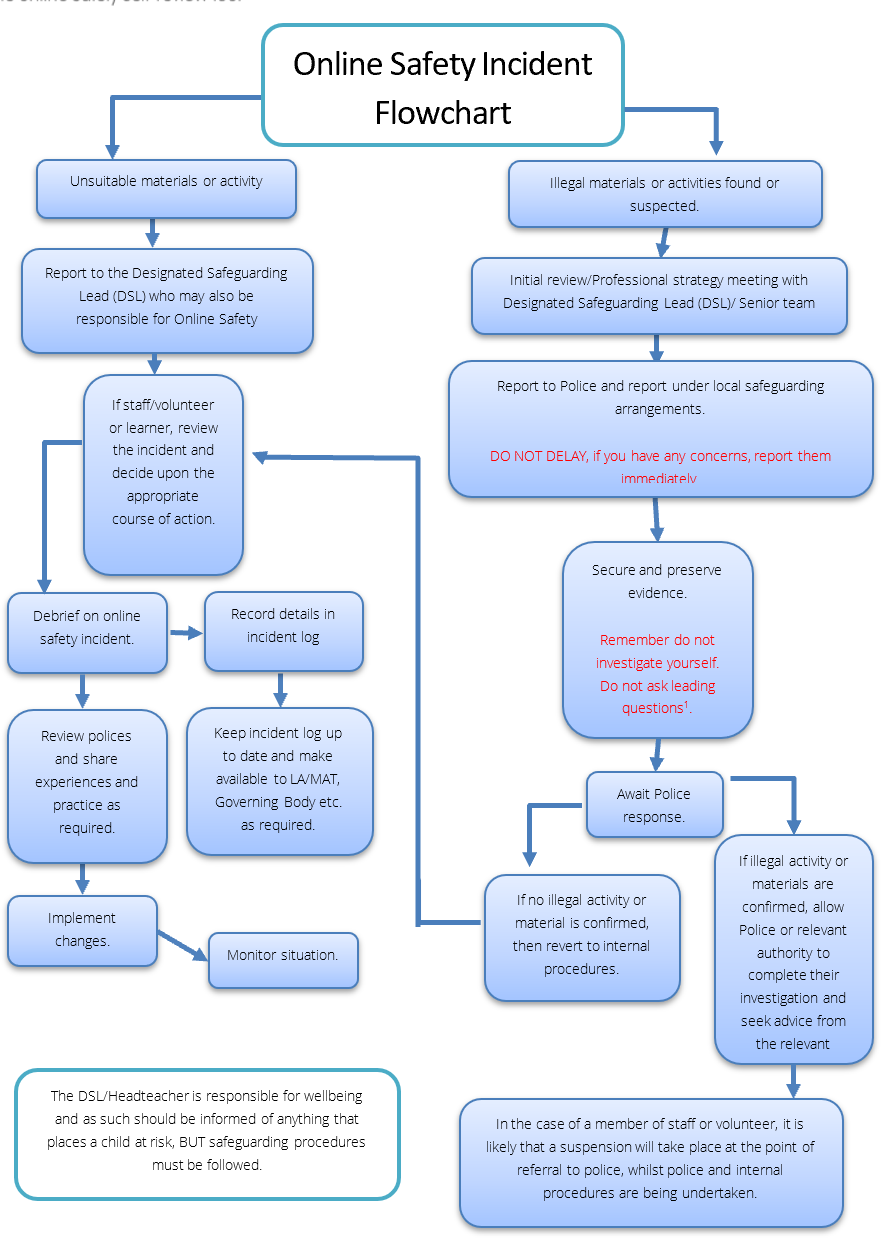 Online Safety Incident
Flowchart
Unsuitable materials or activity
Report to the Designated Safeguarding
Lead (DSL) who may also be
responsible for Online Safety
If staff/volunteer
or learner, review
the incident and
decide upon the
appropriate
course of action.
Debrief on online
safety incident.
Record details in
incident log
Review polices
and share
experiences and
practice as
required.
Keep incident log up
to date and make
available to LA/MAT,
Governing Body etc.
as required.
Implement
changes.
Monitor situation.
The DSL/Headteacher is responsible for wellbeing
and as such should be informed of anything that
places a child at risk, BUT safeguarding procedures
must be followed.
Illegal materials or activities found or
suspected.
Initial review/Professional strategy meeting with
Designated Safeguarding Lead (DSL)/ Senior team
Report to Police and report under local safeguarding
arrangements.
DO NOT DELAY, if you have any concerns, report them
immediately
Secure and preserve
evidence.
Remember do not
investigate yourself.
Do not ask leading
questions¹.
Await Police
response.
If no illegal activity or
material is confirmed,
then revert to internal
procedures.
If illegal activity or
materials are
confirmed, allow
Police or relevant
authority to
complete their
investigation and
seek advice from
the relevant
In the case of a member of staff or volunteer, it is
likely that a suspension will take place at the point of
referral to police, whilst police and internal
procedures are being undertaken.